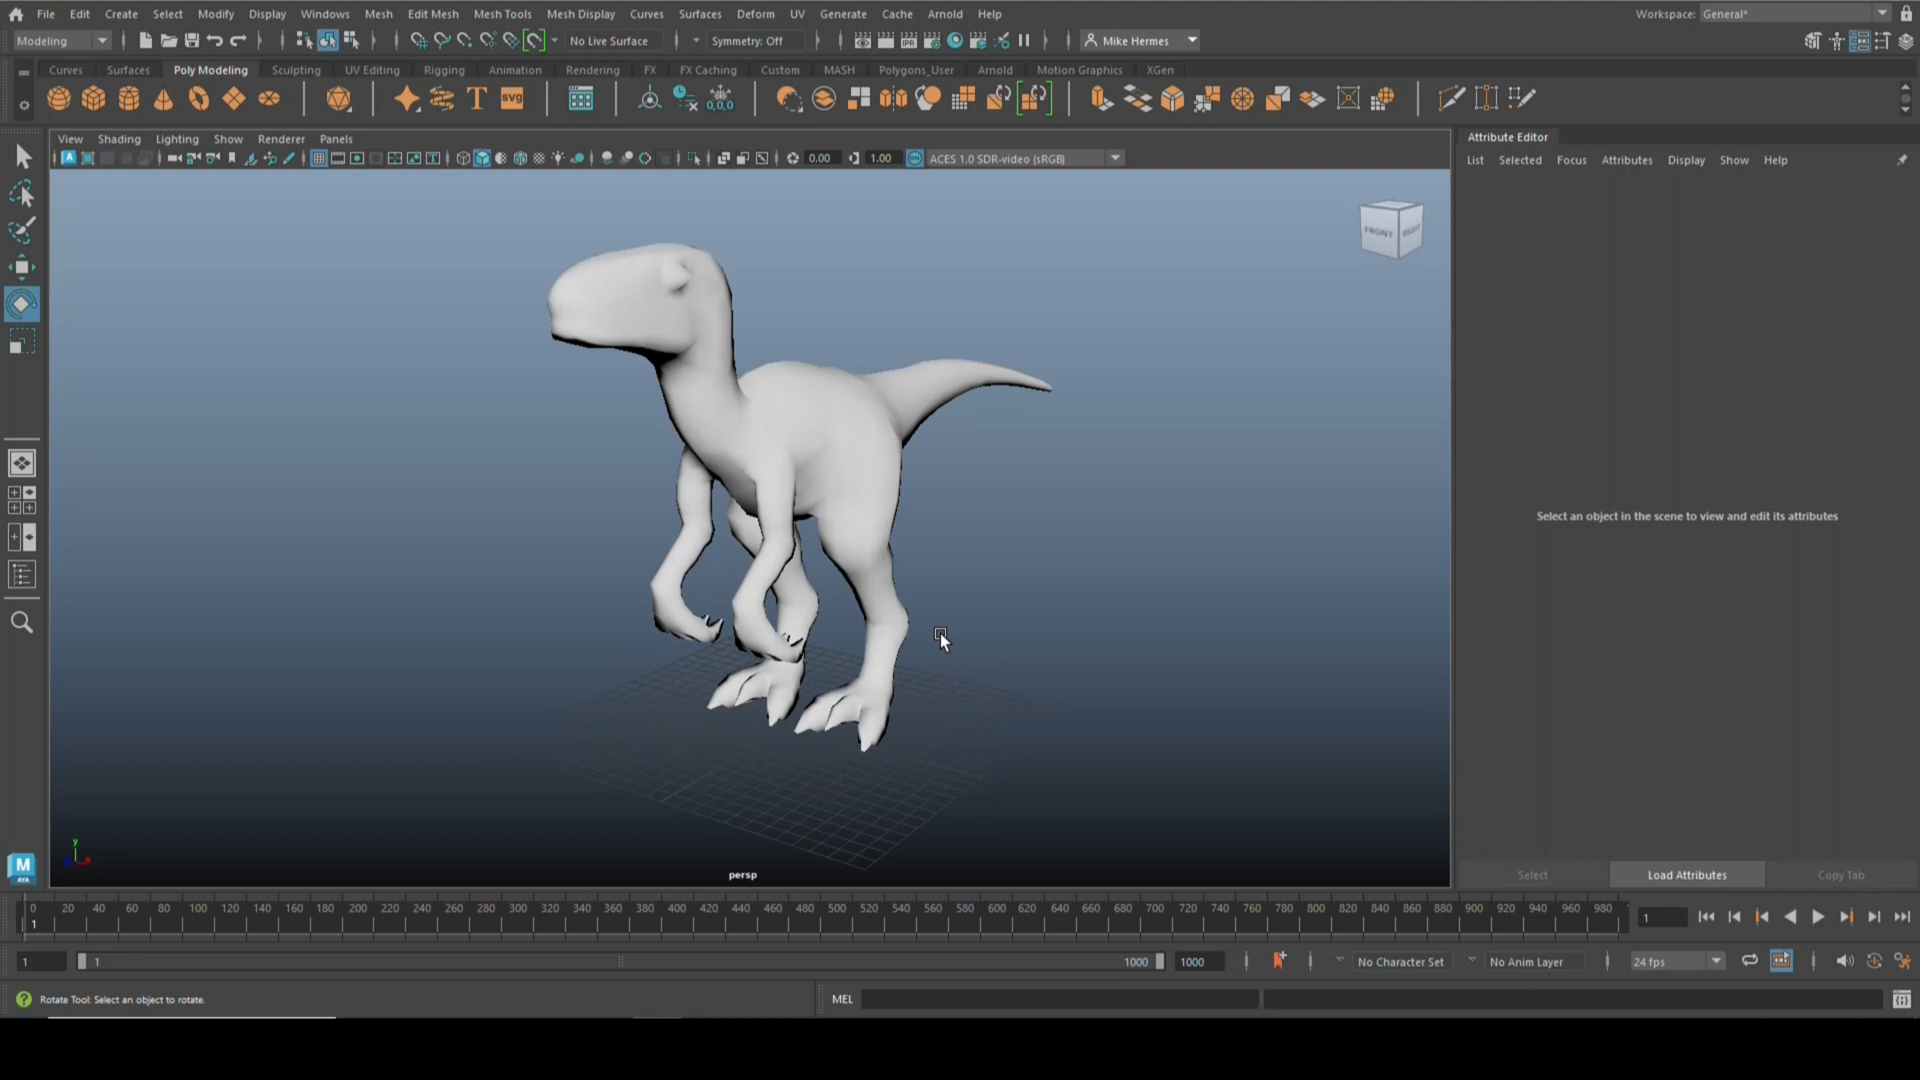 File Edit Create Select Modify Display Windows Mesh Edit Mesh Mesh Tools Mesh Display Curves Surfaces Deform UV Generate Cache Arnold Help Workspace: General*
Modeling No Live Surface Symmetry: Off Mike Hermes
Curves Surfaces Poly Modeling Sculpting UV Editing Rigging Animation Rendering FX FX Caching Custom MASH Polygons_User Arnold Motion Graphics XGen
T SVG 0,0,0
View Shading Lighting Show Renderer Panels
0.00 1.00 ACES 1.0 SDR-video (sRGB)
Attribute Editor
List Selected Focus Attributes Display Show Help
FRONT RIGHT
Select an object in the scene to view and edit its attributes
y
persp
M
AYA
Select Load Attributes Copy Tab
0 20 40 60 80 100 120 140 160 180 200 220 240 260 280 300 320 340 360 380 400 420 440 460 480 500 520 540 560 580 600 620 640 660 680 700 720 740 760 780 800 820 840 860 880 900 920 940 960 980
1 1
1 1 1000 1000 No Character Set No Anim Layer 24 fps
Rotate Tool: Select an object to rotate. MEL